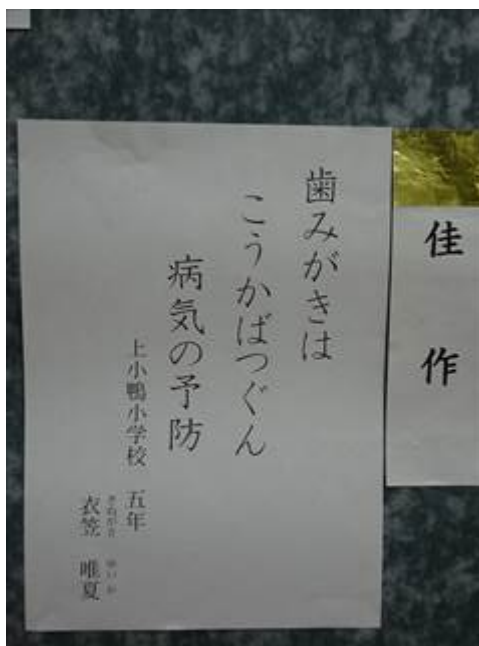 佳作
歯みがきは
こうかばつぐん
病気の予防
上小鴨小学校 五年
衣笠 唯夏